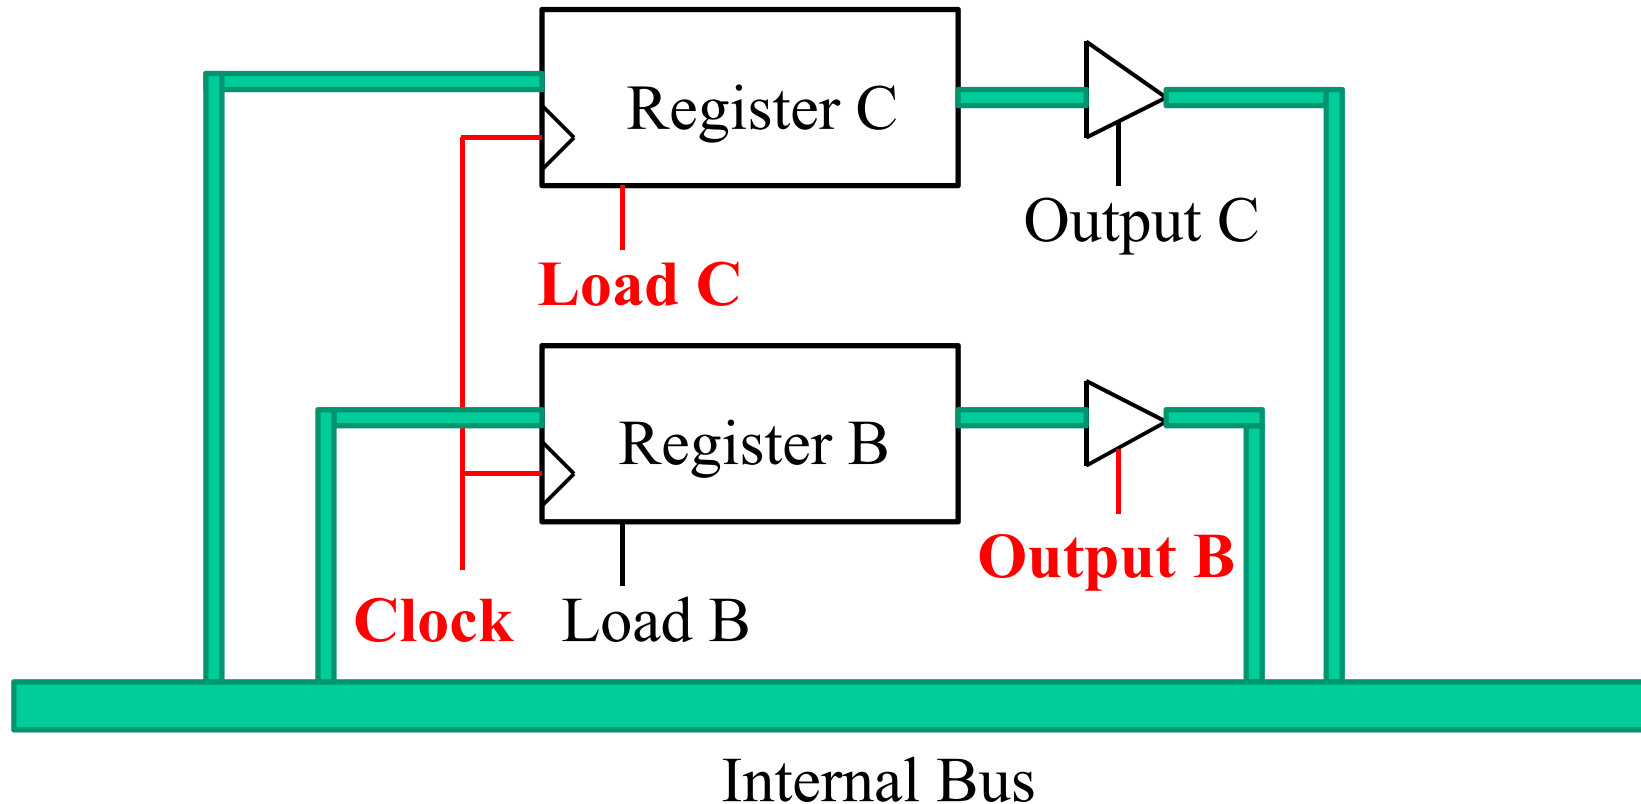 Register C
Output C
Load C
Register B
Output B
Clock
Load B
Internal Bus